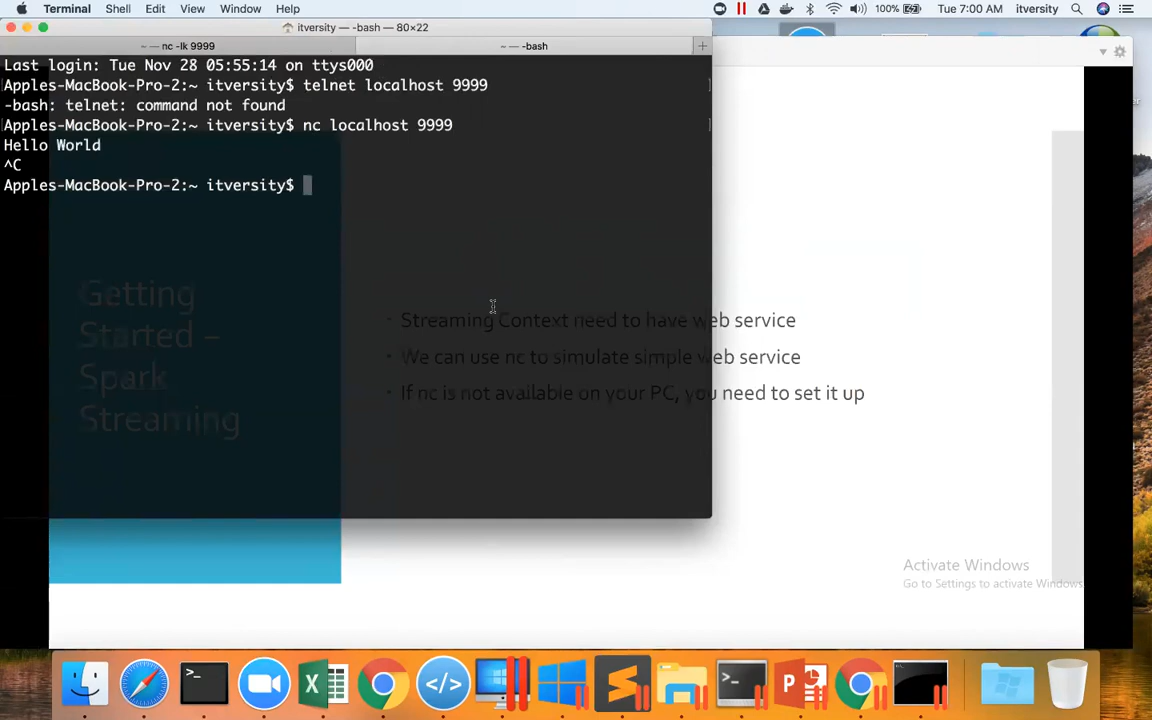 Terminal Shell Edit View Window Help 100% Tue 7:00 AM itversity
itversity — -bash — 80×22
~ — nc -lk 9999
~ — -bash
Last login: Tue Nov 28 05:55:14 on ttys000
Apples-MacBook-Pro-2:~ itversity$ telnet localhost 9999
-bash: telnet: command not found
Apples-MacBook-Pro-2:~ itversity$ nc localhost 9999
Hello World
^C
Apples-MacBook-Pro-2:~ itversity$
Getting
Started –
Spark
Streaming
· Streaming Context need to have web service
· We can use nc to simulate simple web service
· If nc is not available on your PC, you need to set it up
Activate Windows
Go to Settings to activate Windows